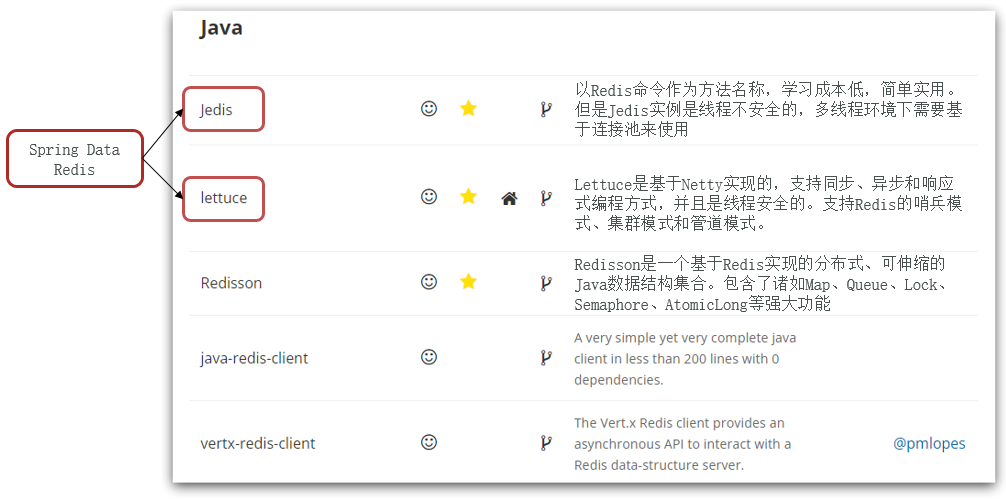 Java
Spring Data
Redis
Jedis
以Redis命令作为方法名称，学习成本低，简单实用。
但是Jedis实例是线程不安全的，多线程环境下需要基
于连接池来使用
lettuce
Lettuce是基于Netty实现的，支持同步、异步和响应
式编程方式，并且是线程安全的。支持Redis的哨兵模
式、集群模式和管道模式。
Redisson
Redisson是一个基于Redis实现的分布式、可伸缩的
Java数据结构集合。包含了诸如Map、Queue、Lock、
Semaphore、AtomicLong等强大功能
java-redis-client
A very simple yet very complete java
client in less than 200 lines with 0
dependencies.
vertx-redis-client
The Vert.x Redis client provides an
asynchronous API to interact with a
Redis data-structure server.
@pmlopes